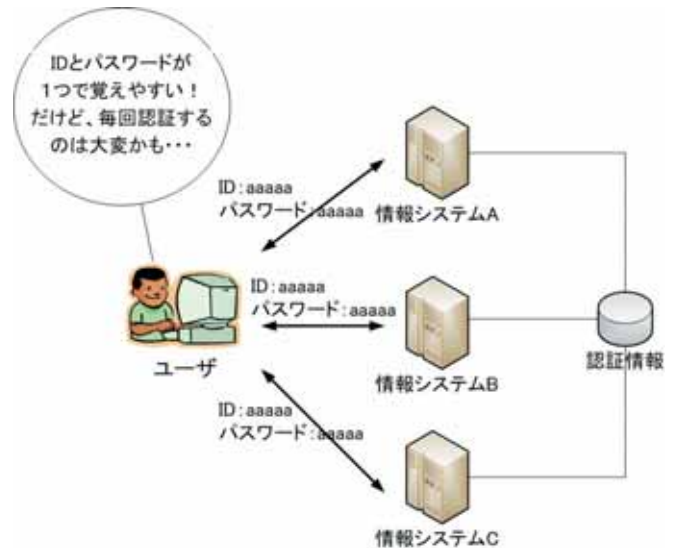 IDとパスワードが
1つで覚えやすい！
だけど、毎回認証する
のは大変かも・・・
ID：aaaaa
パスワード：aaaaa
情報システムA
ID：aaaaa
パスワード：aaaaa
ユーザ
情報システムB
認証情報
ID：aaaaa
パスワード：aaaaa
情報システムC